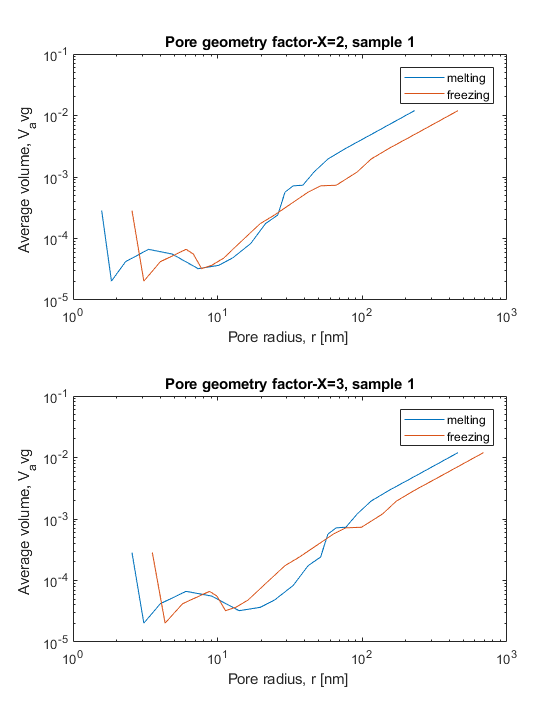 Pore geometry factor-X=2, sample 1
melting
freezing
Average volume, V_avg
10^-1
10^-2
10^-3
10^-4
10^-5
10^0 10^1 10^2 10^3
Pore radius, r [nm]
Pore geometry factor-X=3, sample 1
melting
freezing
Average volume, V_avg
10^-1
10^-2
10^-3
10^-4
10^-5
10^0 10^1 10^2 10^3
Pore radius, r [nm]